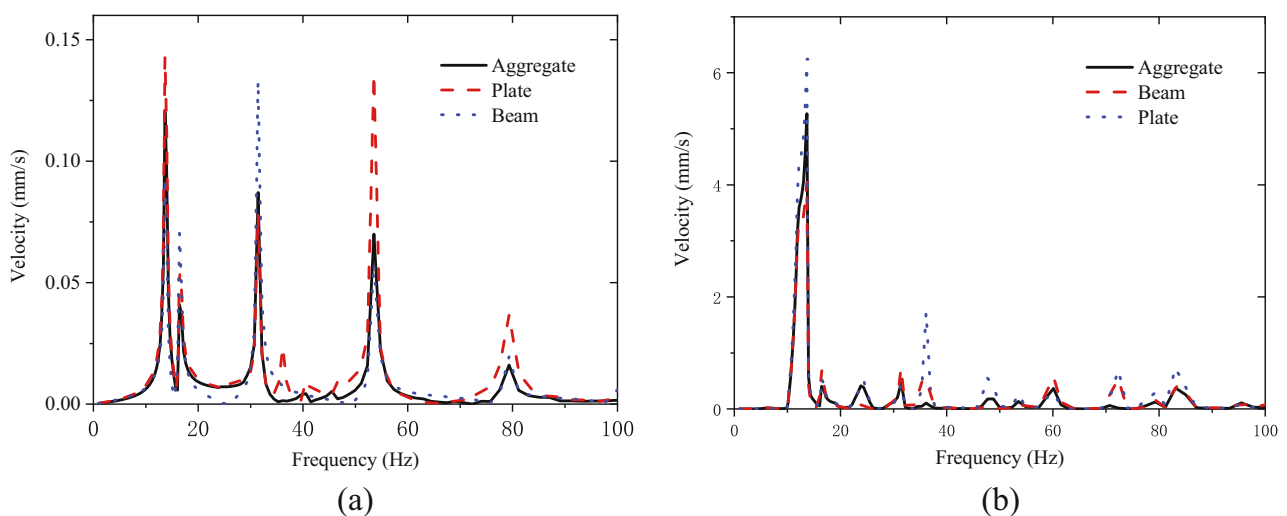 0.15
0.10
0.05
0.00
Velocity (mm/s)
Aggregate
Plate
Beam
0 20 40 60 80 100
Frequency (Hz)
(a)
6
4
2
0
Velocity (mm/s)
Aggregate
Beam
Plate
0 20 40 60 80 100
Frequency (Hz)
(b)